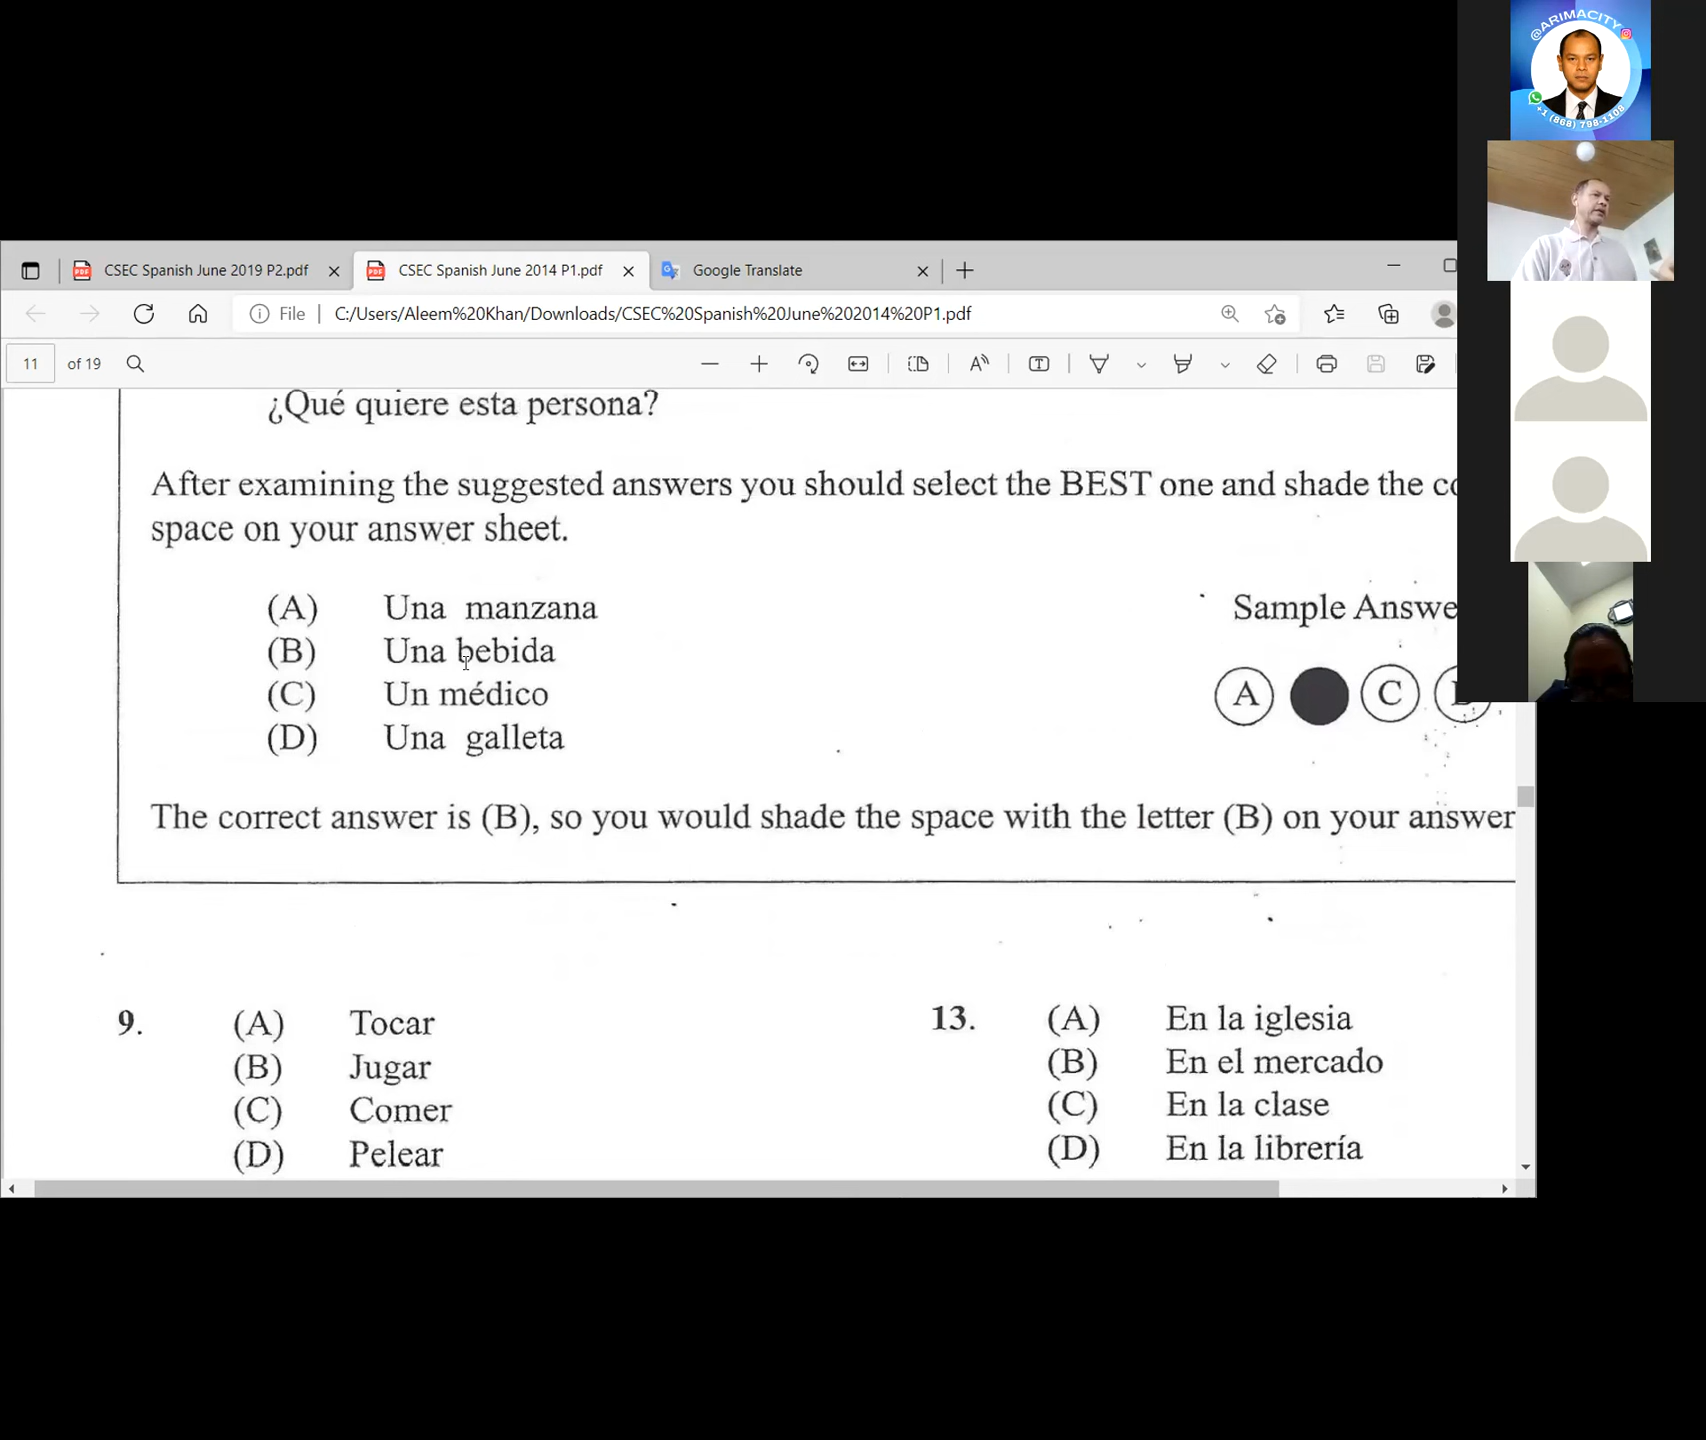 @ARIMACITY
+1 (868) 798-1108
CSEC Spanish June 2019 P2.pdf
CSEC Spanish June 2014 P1.pdf
Google Translate
File
C:/Users/Aleem%20Khan/Downloads/CSEC%20Spanish%20June%202014%20P1.pdf
11 of 19
¿Qué quiere esta persona?
After examining the suggested answers you should select the BEST one and shade the co
space on your answer sheet.
(A) Una manzana
(B) Una bebida
(C) Un médico
(D) Una galleta
Sample Answe
A C
The correct answer is (B), so you would shade the space with the letter (B) on your answer
9. (A) Tocar
(B) Jugar
(C) Comer
(D) Pelear
13. (A) En la iglesia
(B) En el mercado
(C) En la clase
(D) En la librería